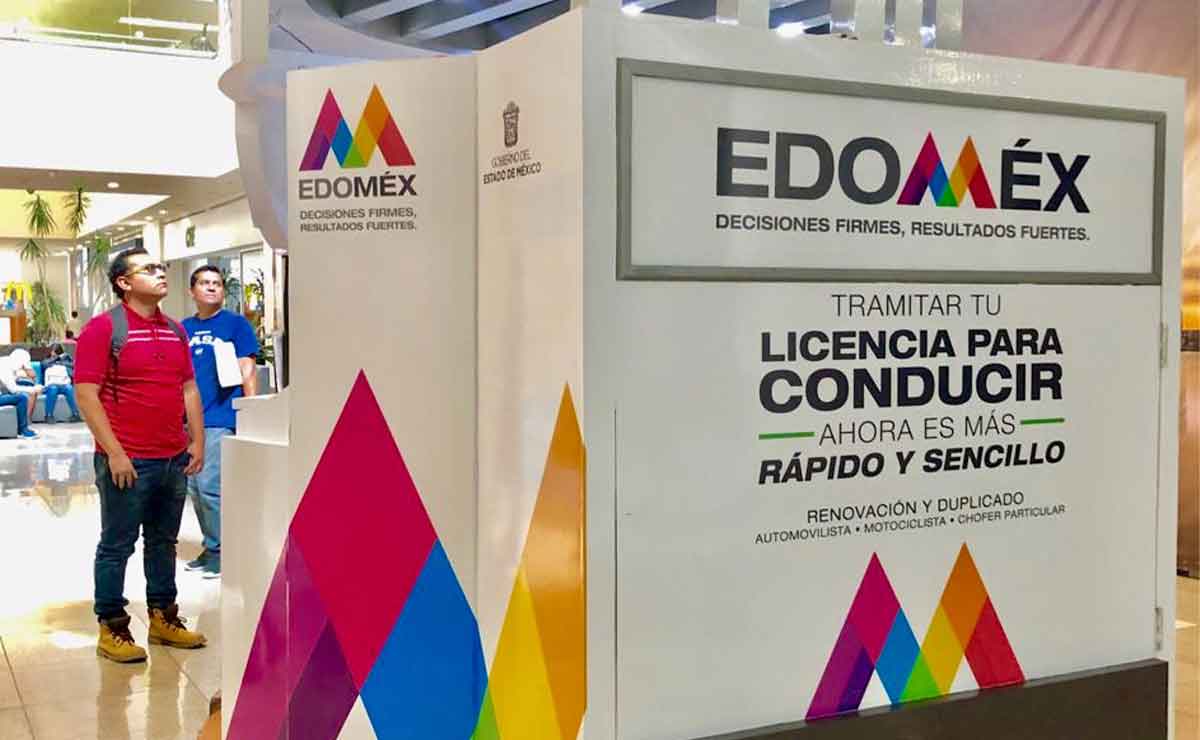 EDOMÉX
DECISIONES FIRMES,
RESULTADOS FUERTES.
GOBIERNO DEL
ESTADO DE MÉXICO
EDOMÉX
DECISIONES FIRMES, RESULTADOS FUERTES.
TRAMITAR TU
LICENCIA PARA
CONDUCIR
AHORA ES MÁS
RÁPIDO Y SENCILLO
RENOVACIÓN Y DUPLICADO
AUTOMOVILISTA • MOTOCICLISTA • CHÓFER PARTICULAR